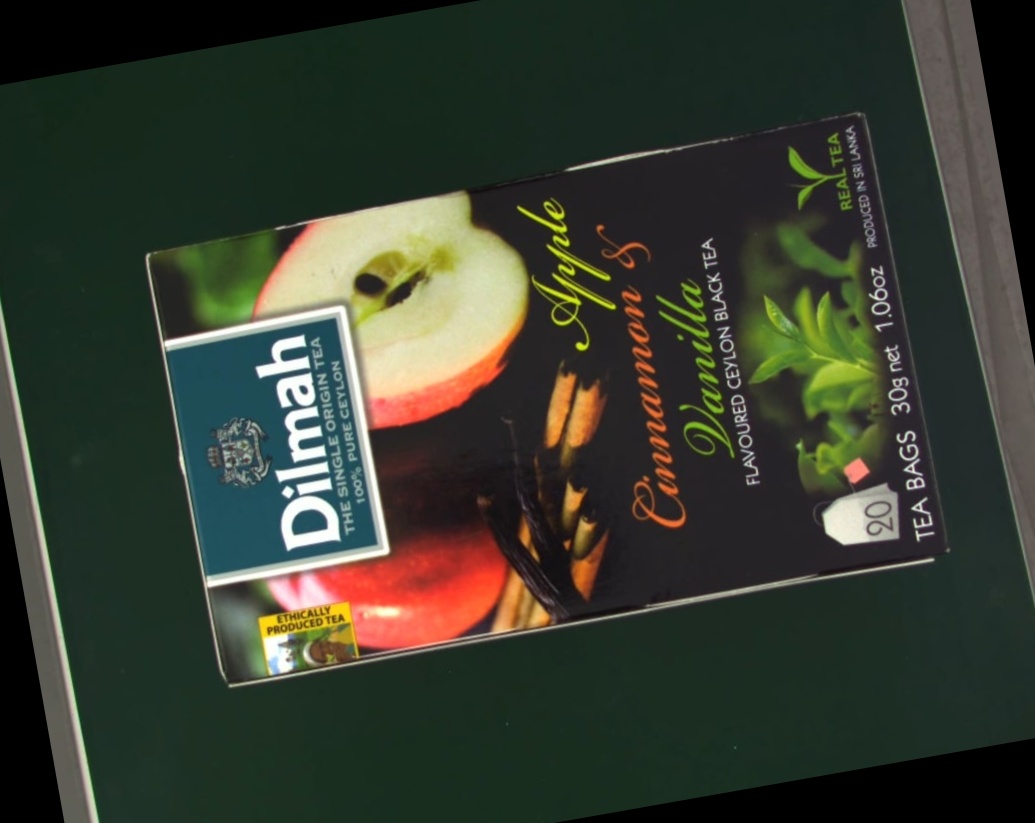 Dilmah
THE SINGLE ORIGIN TEA
100% PURE CEYLON
ETHICALLY
PRODUCED TEA
Apple
Cinnamon &
Vanilla
FLAVOURED CEYLON BLACK TEA
20
TEA BAGS 30g net 1.06oz
REAL TEA
PRODUCED IN SRI LANKA